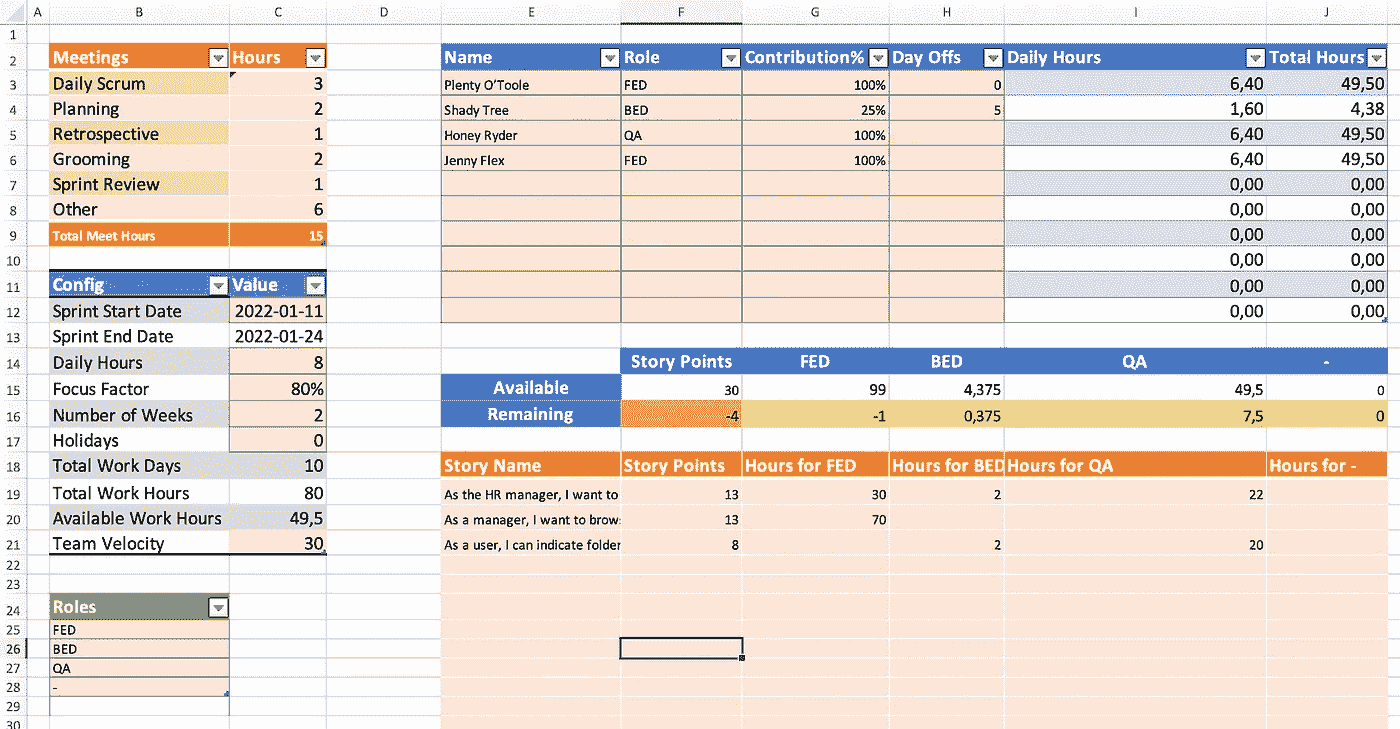 A B C D E F G H I J
1
2 Meetings Hours Name Role Contribution% Day Offs Daily Hours Total Hours
3 Daily Scrum 3 Plenty O'Toole FED 100% 0 6,40 49,50
4 Planning 2 Shady Tree BED 25% 5 1,60 4,38
5 Retrospective 1 Honey Ryder QA 100% 6,40 49,50
6 Grooming 2 Jenny Flex FED 100% 6,40 49,50
7 Sprint Review 1 0,00 0,00
8 Other 6 0,00 0,00
9 Total Meet Hours 15 0,00 0,00
10 0,00 0,00
11 Config Value 0,00 0,00
12 Sprint Start Date 2022-01-11 0,00 0,00
13 Sprint End Date 2022-01-24
14 Daily Hours 8 Story Points FED BED QA -
15 Focus Factor 80% Available 30 99 4,375 49,5 0
16 Number of Weeks 2 Remaining -4 -1 0,375 7,5 0
17 Holidays 0
18 Total Work Days 10 Story Name Story Points Hours for FED Hours for BED Hours for QA Hours for -
19 Total Work Hours 80 As the HR manager, I want to 13 30 2 22
20 Available Work Hours 49,5 As a manager, I want to brow 13 70
21 Team Velocity 30 As a user, I can indicate folder 8 2 20
22
23
24 Roles
25 FED
26 BED
27 QA
28 -
29
30